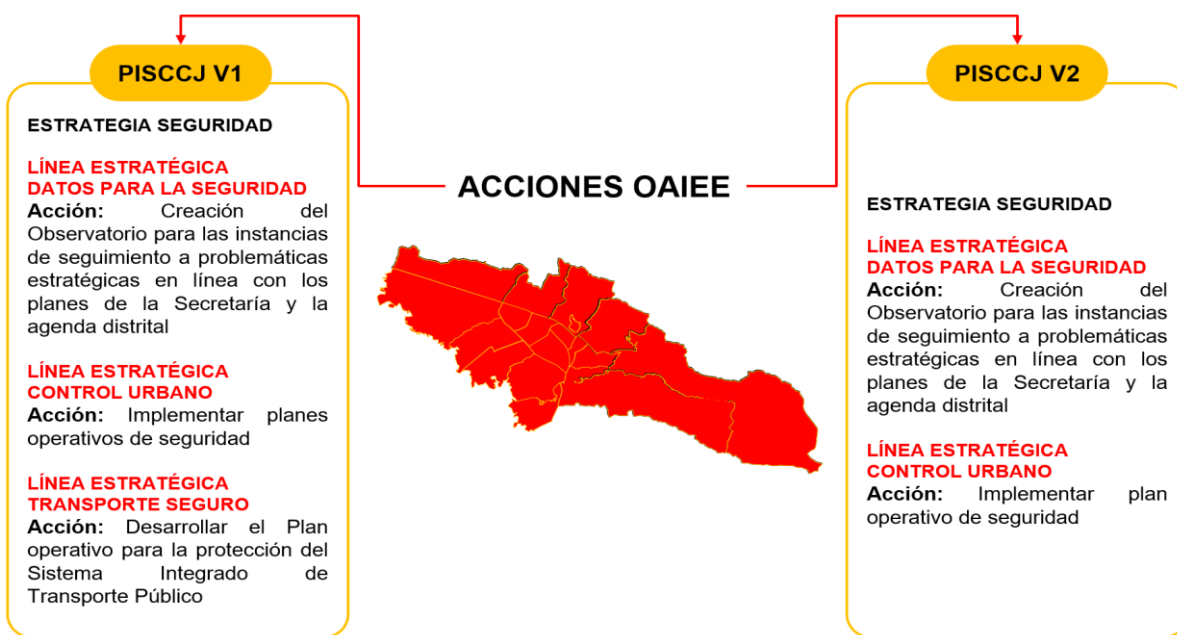 PISCCJ V1
ESTRATEGIA SEGURIDAD
LÍNEA ESTRATÉGICA
DATOS PARA LA SEGURIDAD
Acción: Creación del
Observatorio para las instancias
de seguimiento a problemáticas
estratégicas en línea con los
planes de la Secretaría y la
agenda distrital
LÍNEA ESTRATÉGICA
CONTROL URBANO
Acción: Implementar planes
operativos de seguridad
LÍNEA ESTRATÉGICA
TRANSPORTE SEGURO
Acción: Desarrollar el Plan
operativo para la protección del
Sistema Integrado de
Transporte Público
ACCIONES OAIEE
PISCCJ V2
ESTRATEGIA SEGURIDAD
LÍNEA ESTRATÉGICA
DATOS PARA LA SEGURIDAD
Acción: Creación del
Observatorio para las instancias
de seguimiento a problemáticas
estratégicas en línea con los
planes de la Secretaría y la
agenda distrital
LÍNEA ESTRATÉGICA
CONTROL URBANO
Acción: Implementar plan
operativo de seguridad